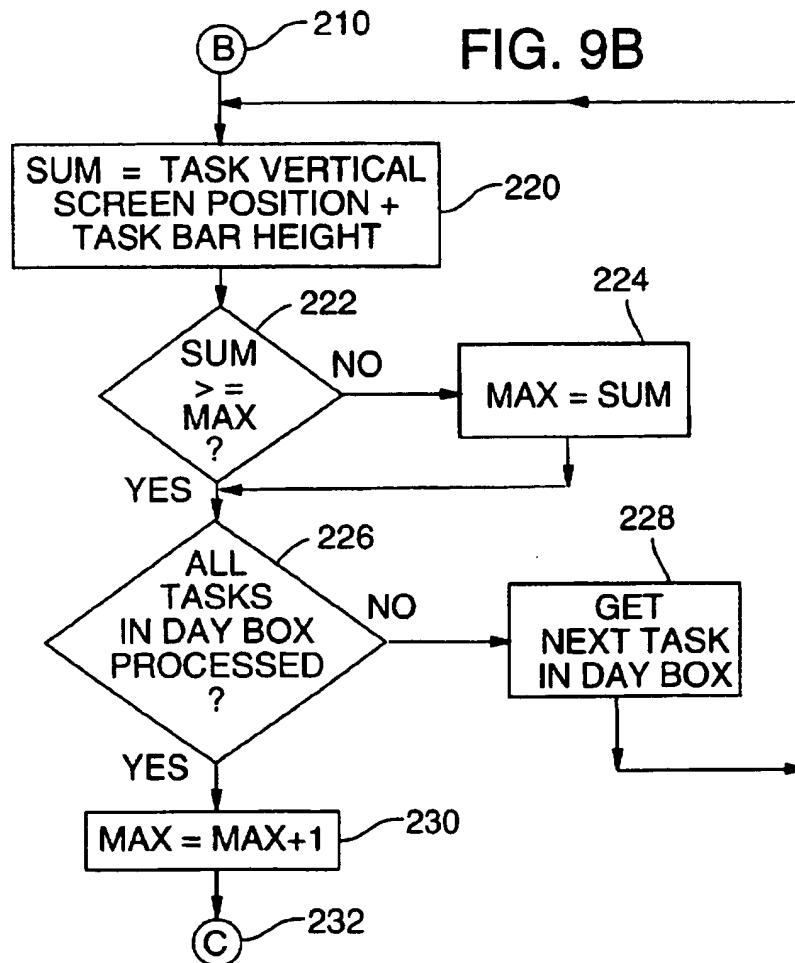 B
210
FIG. 9B
SUM = TASK VERTICAL
SCREEN POSITION +
TASK BAR HEIGHT
220
222
SUM
> =
MAX
?
NO
224
MAX = SUM
YES
226
ALL
TASKS
IN DAY BOX
PROCESSED
?
NO
228
GET
NEXT TASK
IN DAY BOX
YES
MAX = MAX+1
230
C
232